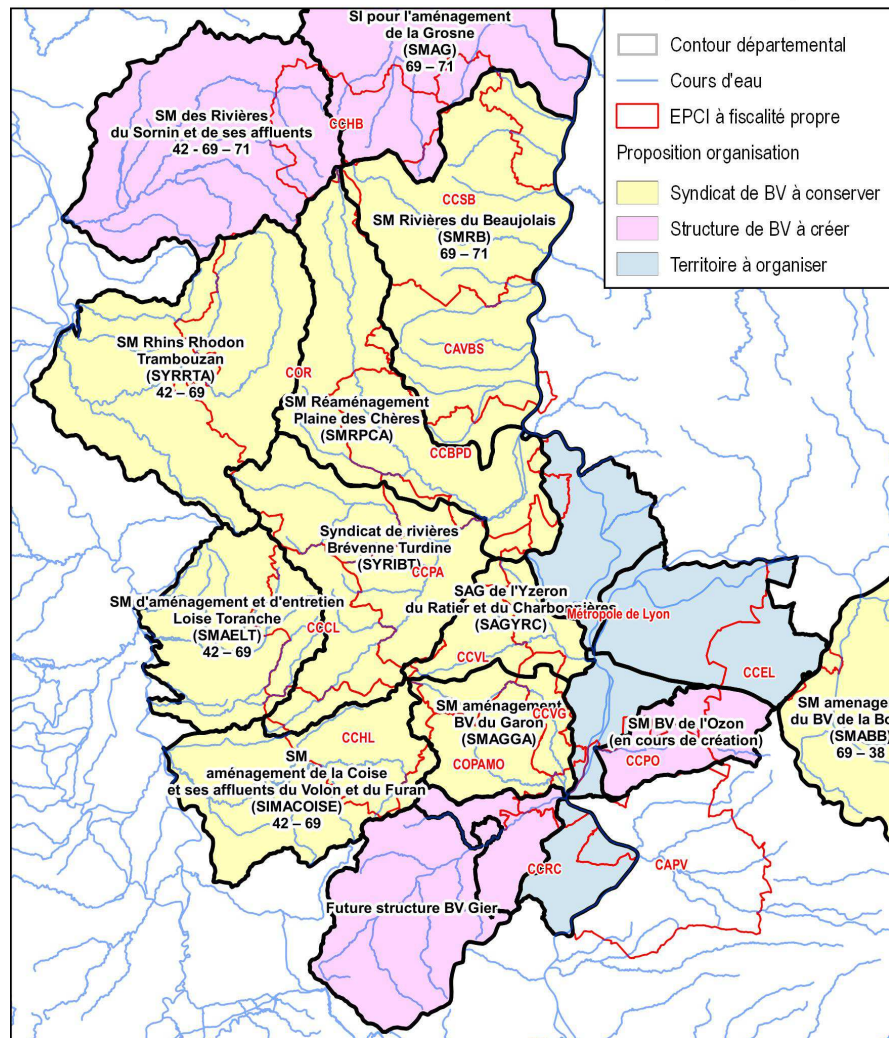 SI pour l'aménagement
de la Grosne
(SMAG)
69 – 71
Contour départemental
Cours d'eau
EPCI à fiscalité propre
Proposition organisation
Syndicat de BV à conserver
Structure de BV à créer
Territoire à organiser
SM des Rivières
du Sornin et de ses affluents
42 - 69 – 71
CCHB
CCSB
SM Rivières du Beaujolais
(SMRB)
69 – 71
SM Rhins Rhodon
Trambouzan
(SYRRTA)
42 – 69
CAVBS
COR
SM Réaménagement
Plaine des Chères
(SMRPCA)
CCBPD
Syndicat de rivières
Brévenne Turdine
(SYRIBT)
CCPA
SM d'aménagement et d'entretien
Loise Toranche
(SMAELT)
42 – 69
CCCL
SAG de l'Yzeron
du Ratier et du Charbonnières
(SAGYRC)
CCVL
Métropole de Lyon
CCEL
SM aménagement
BV du Garon
(SMAGGA)
CCVG
COPAMO
SM BV de l'Ozon
(en cours de création)
CCPO
SM amenage
du BV de la Bo
(SMABB)
69 – 38
CCHL
SM
aménagement de la Coise
et ses affluents du Volon et du Furan
(SIMACOISE)
42 – 69
CCRC
CAPV
Future structure BV Gier